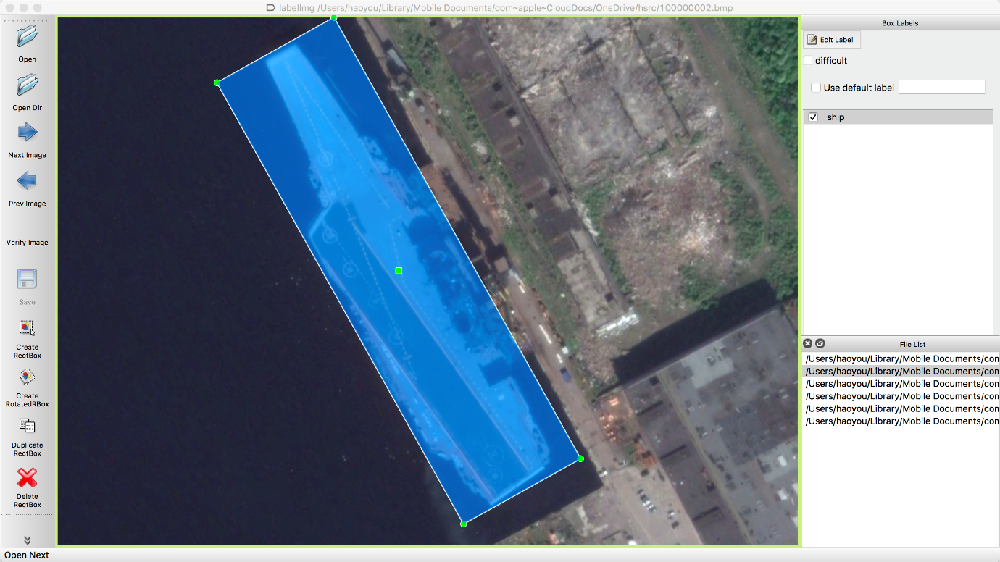 labelImg /Users/haoyou/Library/Mobile Documents/com~apple~CloudDocs/OneDrive/hsrc/100000002.bmp
Open
Open Dir
Next Image
Prev Image
Verify Image
Save
Create
RectBox
Create
RotatedRBox
Duplicate
RectBox
Delete
RectBox
Box Labels
Edit Label
difficult
Use default label
ship
File List
/Users/haoyou/Library/Mobile Documents/com
/Users/haoyou/Library/Mobile Documents/com
/Users/haoyou/Library/Mobile Documents/com
/Users/haoyou/Library/Mobile Documents/com
/Users/haoyou/Library/Mobile Documents/com
/Users/haoyou/Library/Mobile Documents/com
Open Next